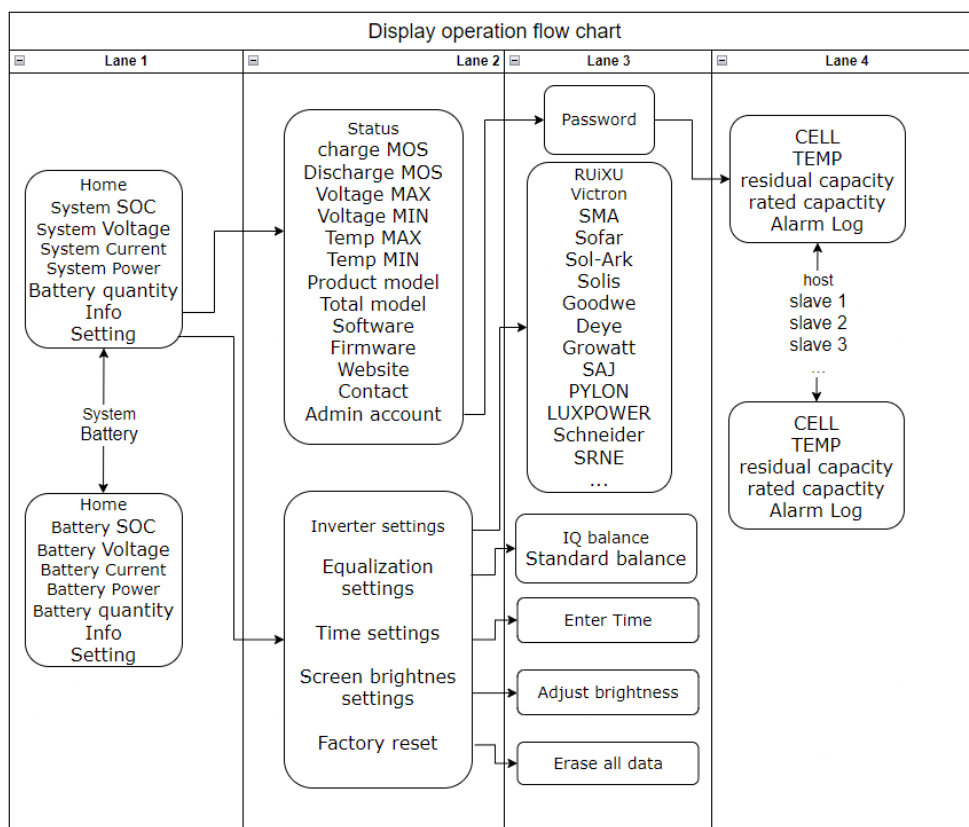 Display operation flow chart
Lane 1
Lane 2
Lane 3
Lane 4
Home
System SOC
System Voltage
System Current
System Power
Battery quantity
Info
Setting
System
Battery
Home
Battery SOC
Battery Voltage
Battery Current
Battery Power
Battery quantity
Info
Setting
Status
charge MOS
Discharge MOS
Voltage MAX
Voltage MIN
Temp MAX
Temp MIN
Product model
Total model
Software
Firmware
Website
Contact
Admin account
Inverter settings
Equalization
settings
Time settings
Screen brightnes
settings
Factory reset
Password
RUiXU
Victron
SMA
Sofar
Sol-Ark
Solis
Goodwe
Deye
Growatt
SAJ
PYLON
LUXPOWER
Schneider
SRNE
...
IQ balance
Standard balance
Enter Time
Adjust brightness
Erase all data
CELL
TEMP
residual capacity
rated capactity
Alarm Log
host
slave 1
slave 2
slave 3
...
CELL
TEMP
residual capacity
rated capactity
Alarm Log